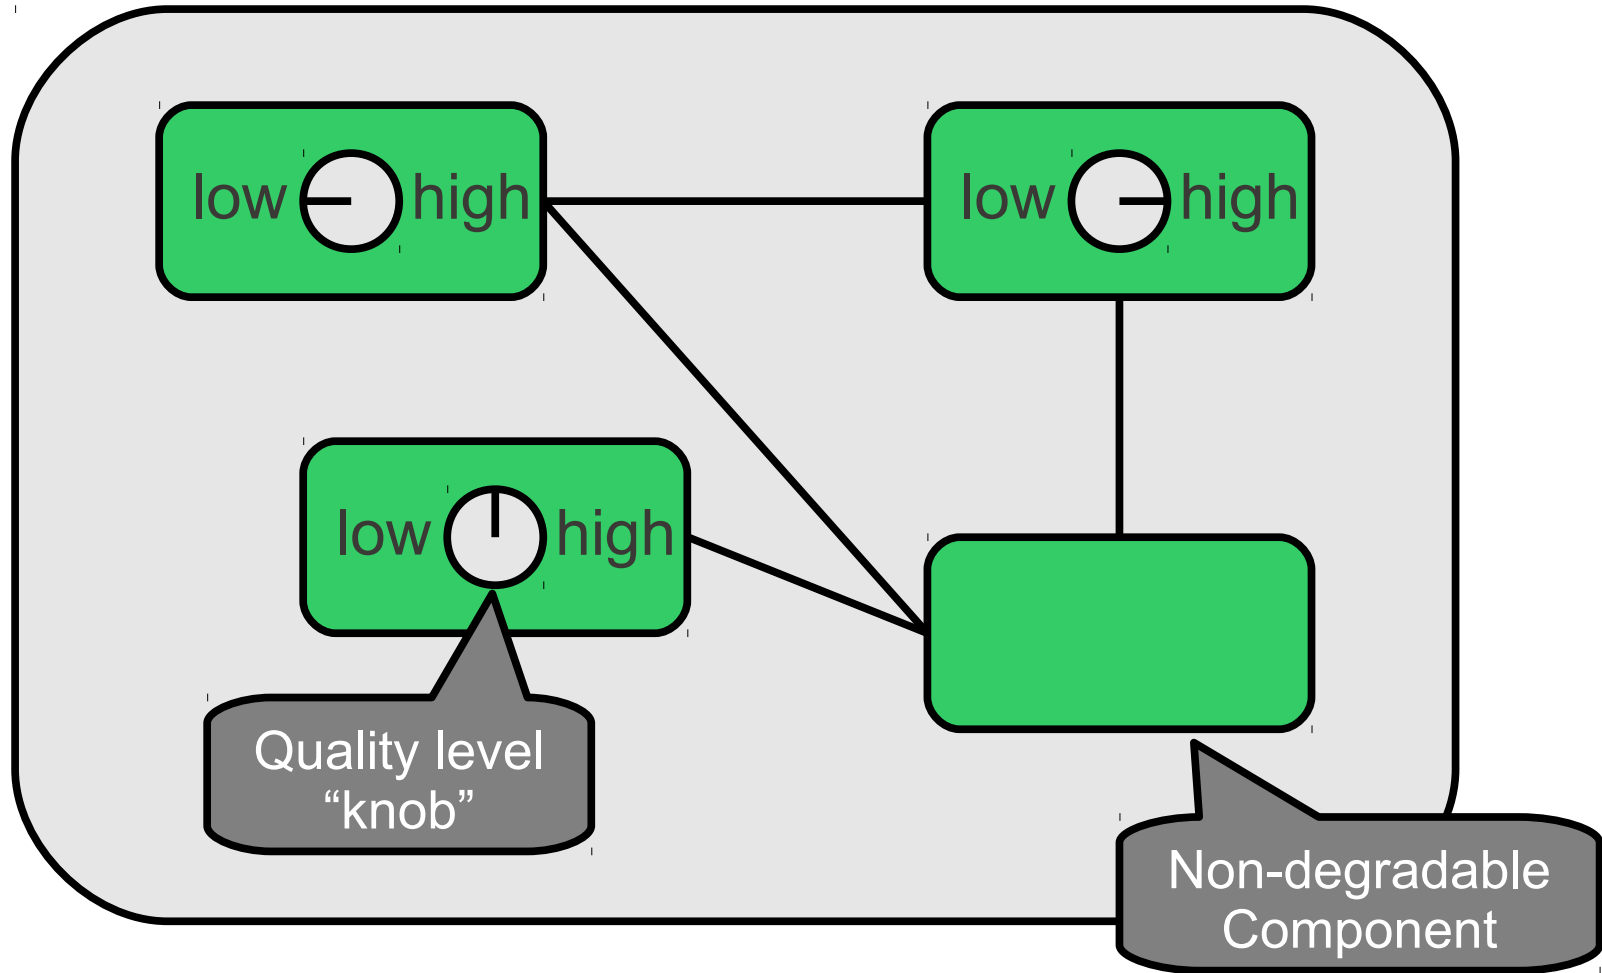 low high
low high
low high
Quality level
“knob”
Non-degradable
Component